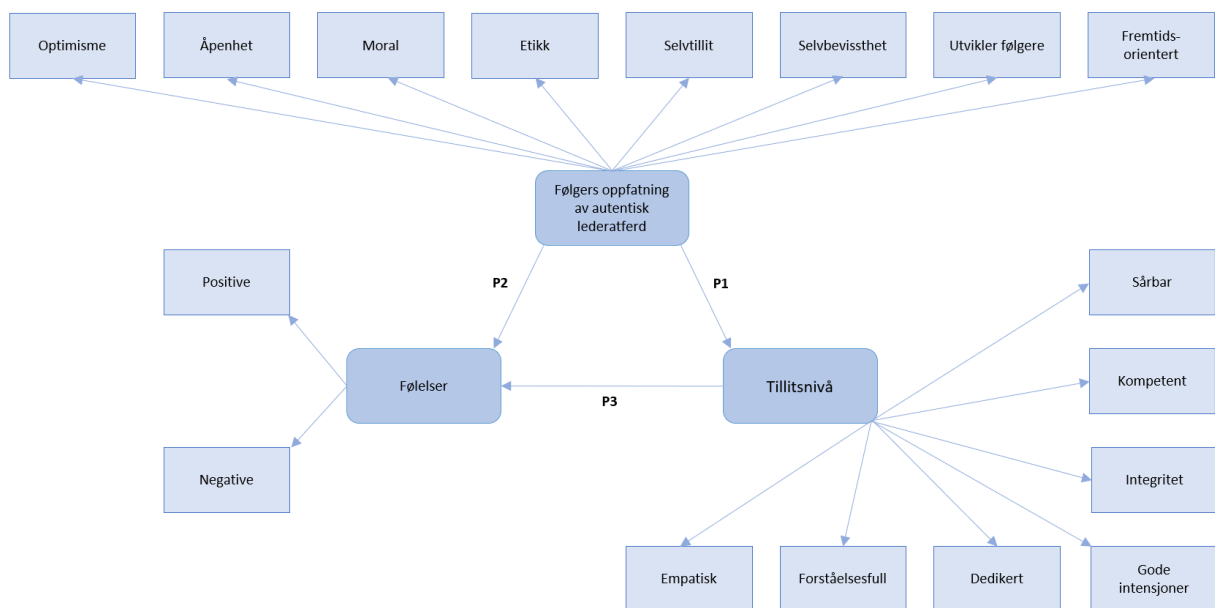 Optimisme
Åpenhet
Moral
Etikk
Selvtillit
Selvbevissthet
Utvikler følgere
Fremtids-
orientert
Følgers oppfatning
av autentisk
lederatferd
P2
P1
Positive
Sårbar
Følelser
Tillitsnivå
P3
Kompetent
Negative
Integritet
Empatisk
Forståelsesfull
Dedikert
Gode
intensjoner